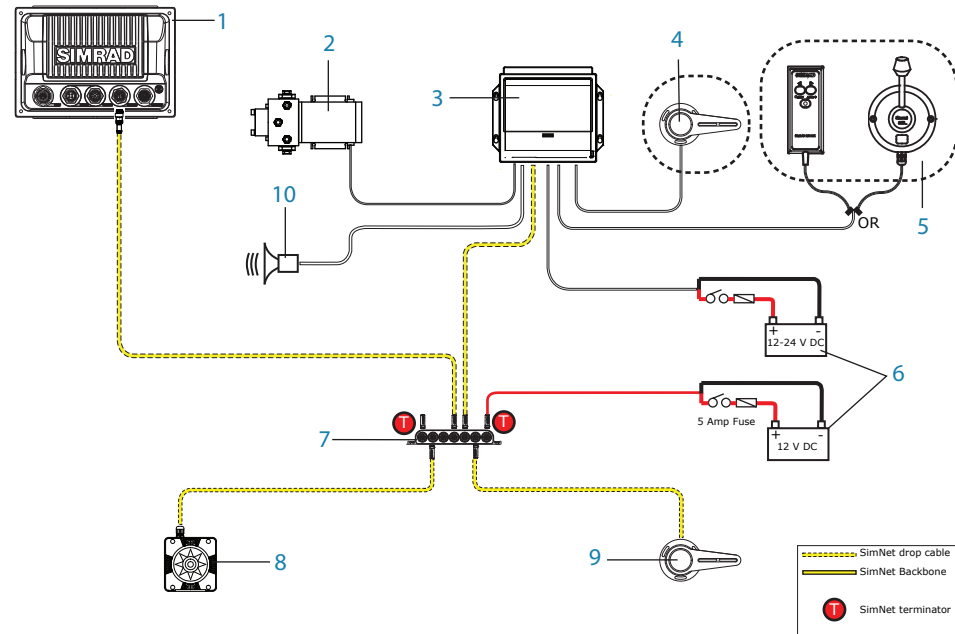 1
SIMRAD
2
3
4
5
OR
10
+ -
12-24 V DC
6
T T
7
5 Amp Fuse
+ -
12 V DC
8
9
SimNet drop cable
SimNet Backbone
T SimNet terminator